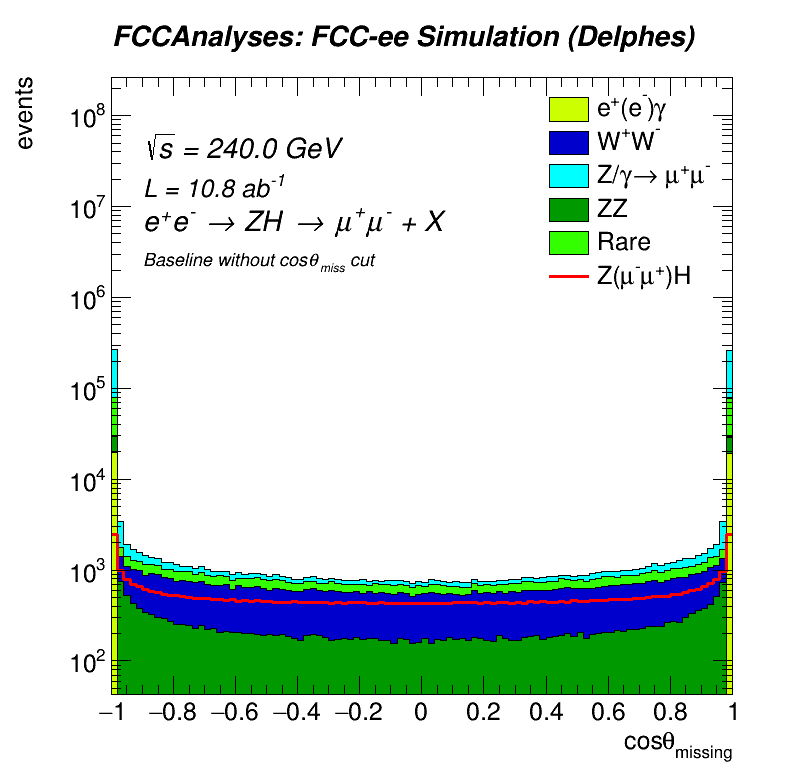 FCCAnalyses: FCC-ee Simulation (Delphes)
events
√s = 240.0 GeV
L = 10.8 ab⁻¹
e⁺e⁻ → ZH → μ⁺μ⁻ + X
Baseline without cosθ_miss cut
e⁺(e⁻)γ
W⁺W⁻
Z/γ→ μ⁺μ⁻
ZZ
Rare
Z(μ⁻μ⁺)H
10⁸
10⁷
10⁶
10⁵
10⁴
10³
10²
−1 −0.8 −0.6 −0.4 −0.2 0 0.2 0.4 0.6 0.8 1
cosθ_missing